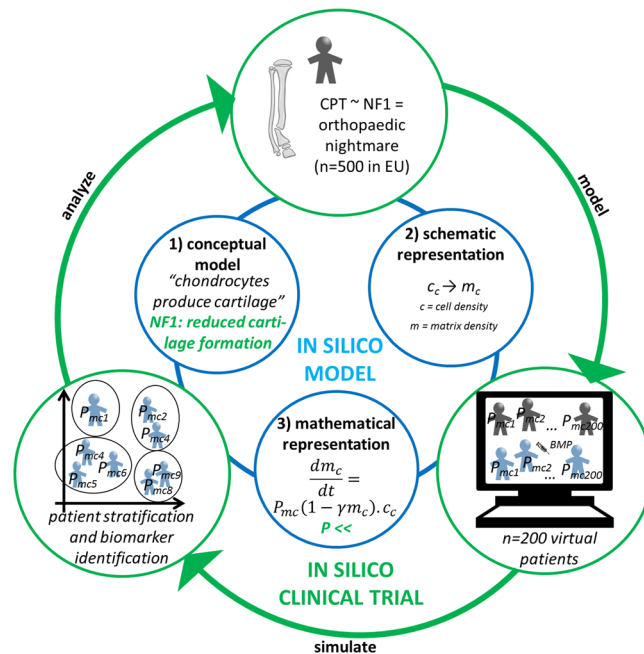 CPT ~ NF1 =
orthopaedic
nightmare
(n=500 in EU)
analyze
model
1) conceptual
model
“chondrocytes
produce cartilage”
NF1: reduced carti-
lage formation
2) schematic
representation
c_c → m_c
c = cell density
m = matrix density
IN SILICO
MODEL
3) mathematical
representation
dm_c
dt
=
P_mc(1 − γm_c).c_c
P <<
P_mc1
P_mc2
P_mc4
P_mc4
P_mc5
P_mc6
P_mc9
P_mc8
patient stratification
and biomarker
identification
P_mc1 P_mc2 ... P_mc200
BMP
P_mc1 P_mc2 ... P_mc200
n=200 virtual
patients
IN SILICO
CLINICAL TRIAL
simulate